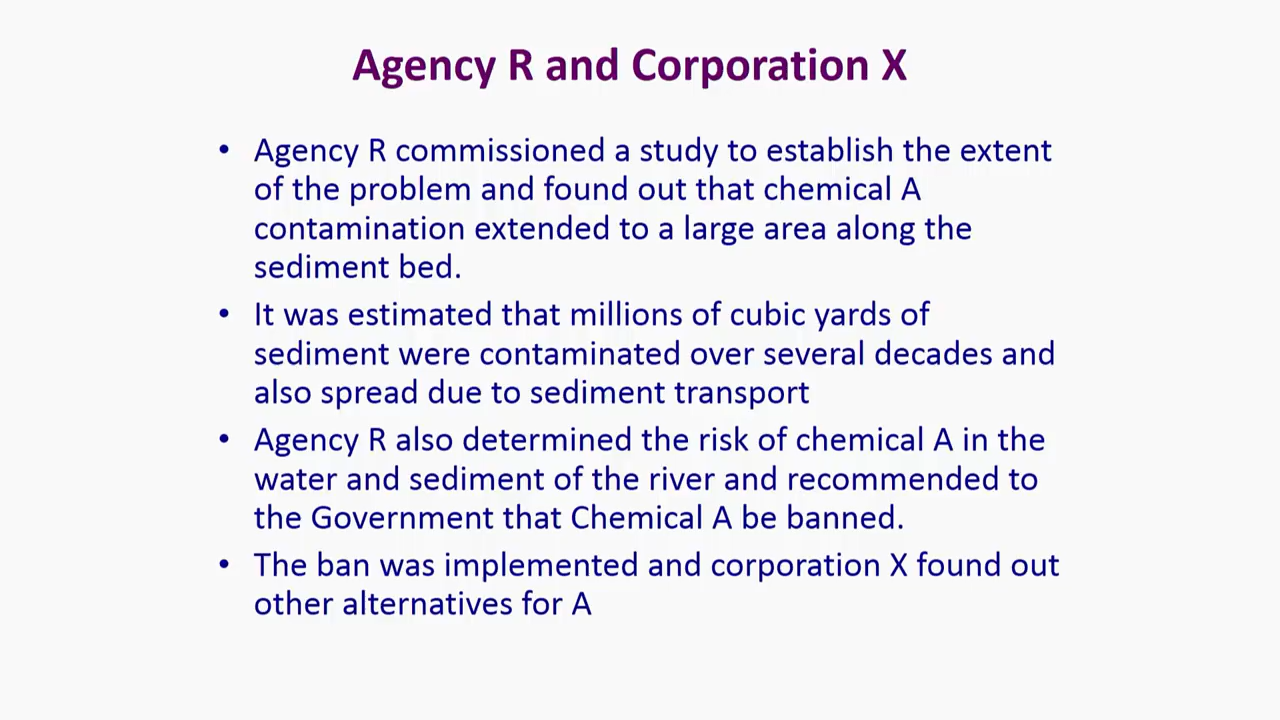 Agency R and Corporation X
• Agency R commissioned a study to establish the extent
of the problem and found out that chemical A
contamination extended to a large area along the
sediment bed.
• It was estimated that millions of cubic yards of
sediment were contaminated over several decades and
also spread due to sediment transport
• Agency R also determined the risk of chemical A in the
water and sediment of the river and recommended to
the Government that Chemical A be banned.
• The ban was implemented and corporation X found out
other alternatives for A